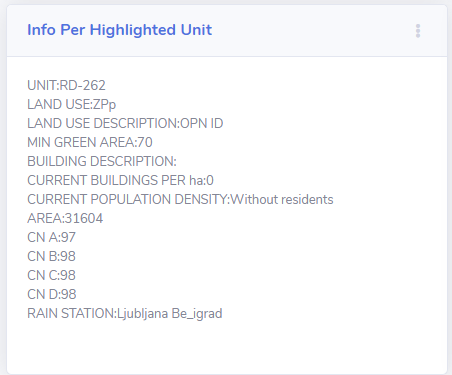 Info Per Highlighted Unit
UNIT:RD-262
LAND USE:ZPp
LAND USE DESCRIPTION:OPN ID
MIN GREEN AREA:70
BUILDING DESCRIPTION:
CURRENT BUILDINGS PER ha:0
CURRENT POPULATION DENSITY:Without residents
AREA:31604
CN A:97
CN B:98
CN C:98
CN D:98
RAIN STATION:Ljubljana Be_igrad